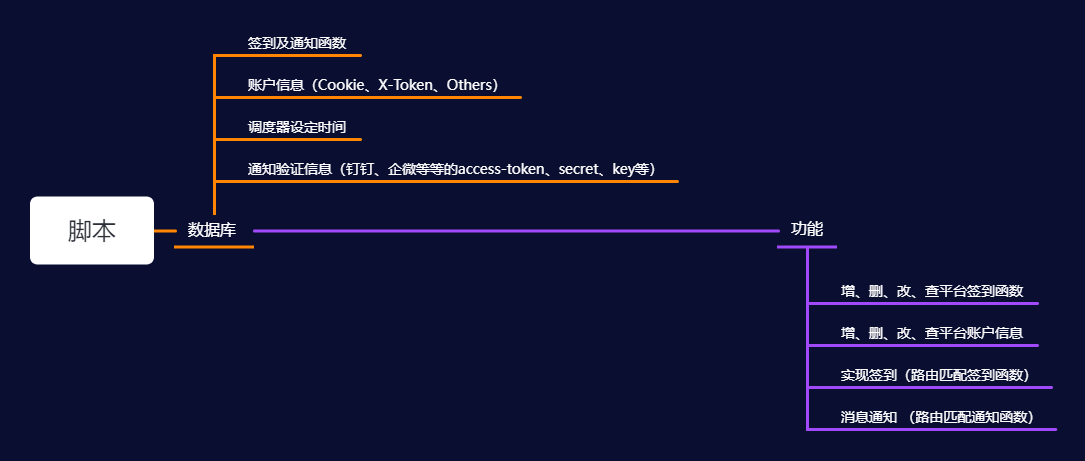 签到及通知函数
账户信息（Cookie、X-Token、Others）
调度器设定时间
通知验证信息（钉钉、企微等等的access-token、secret、key等）
脚本
数据库
功能
增、删、改、查平台签到函数
增、删、改、查平台账户信息
实现签到（路由匹配签到函数）
消息通知 （路由匹配通知函数）